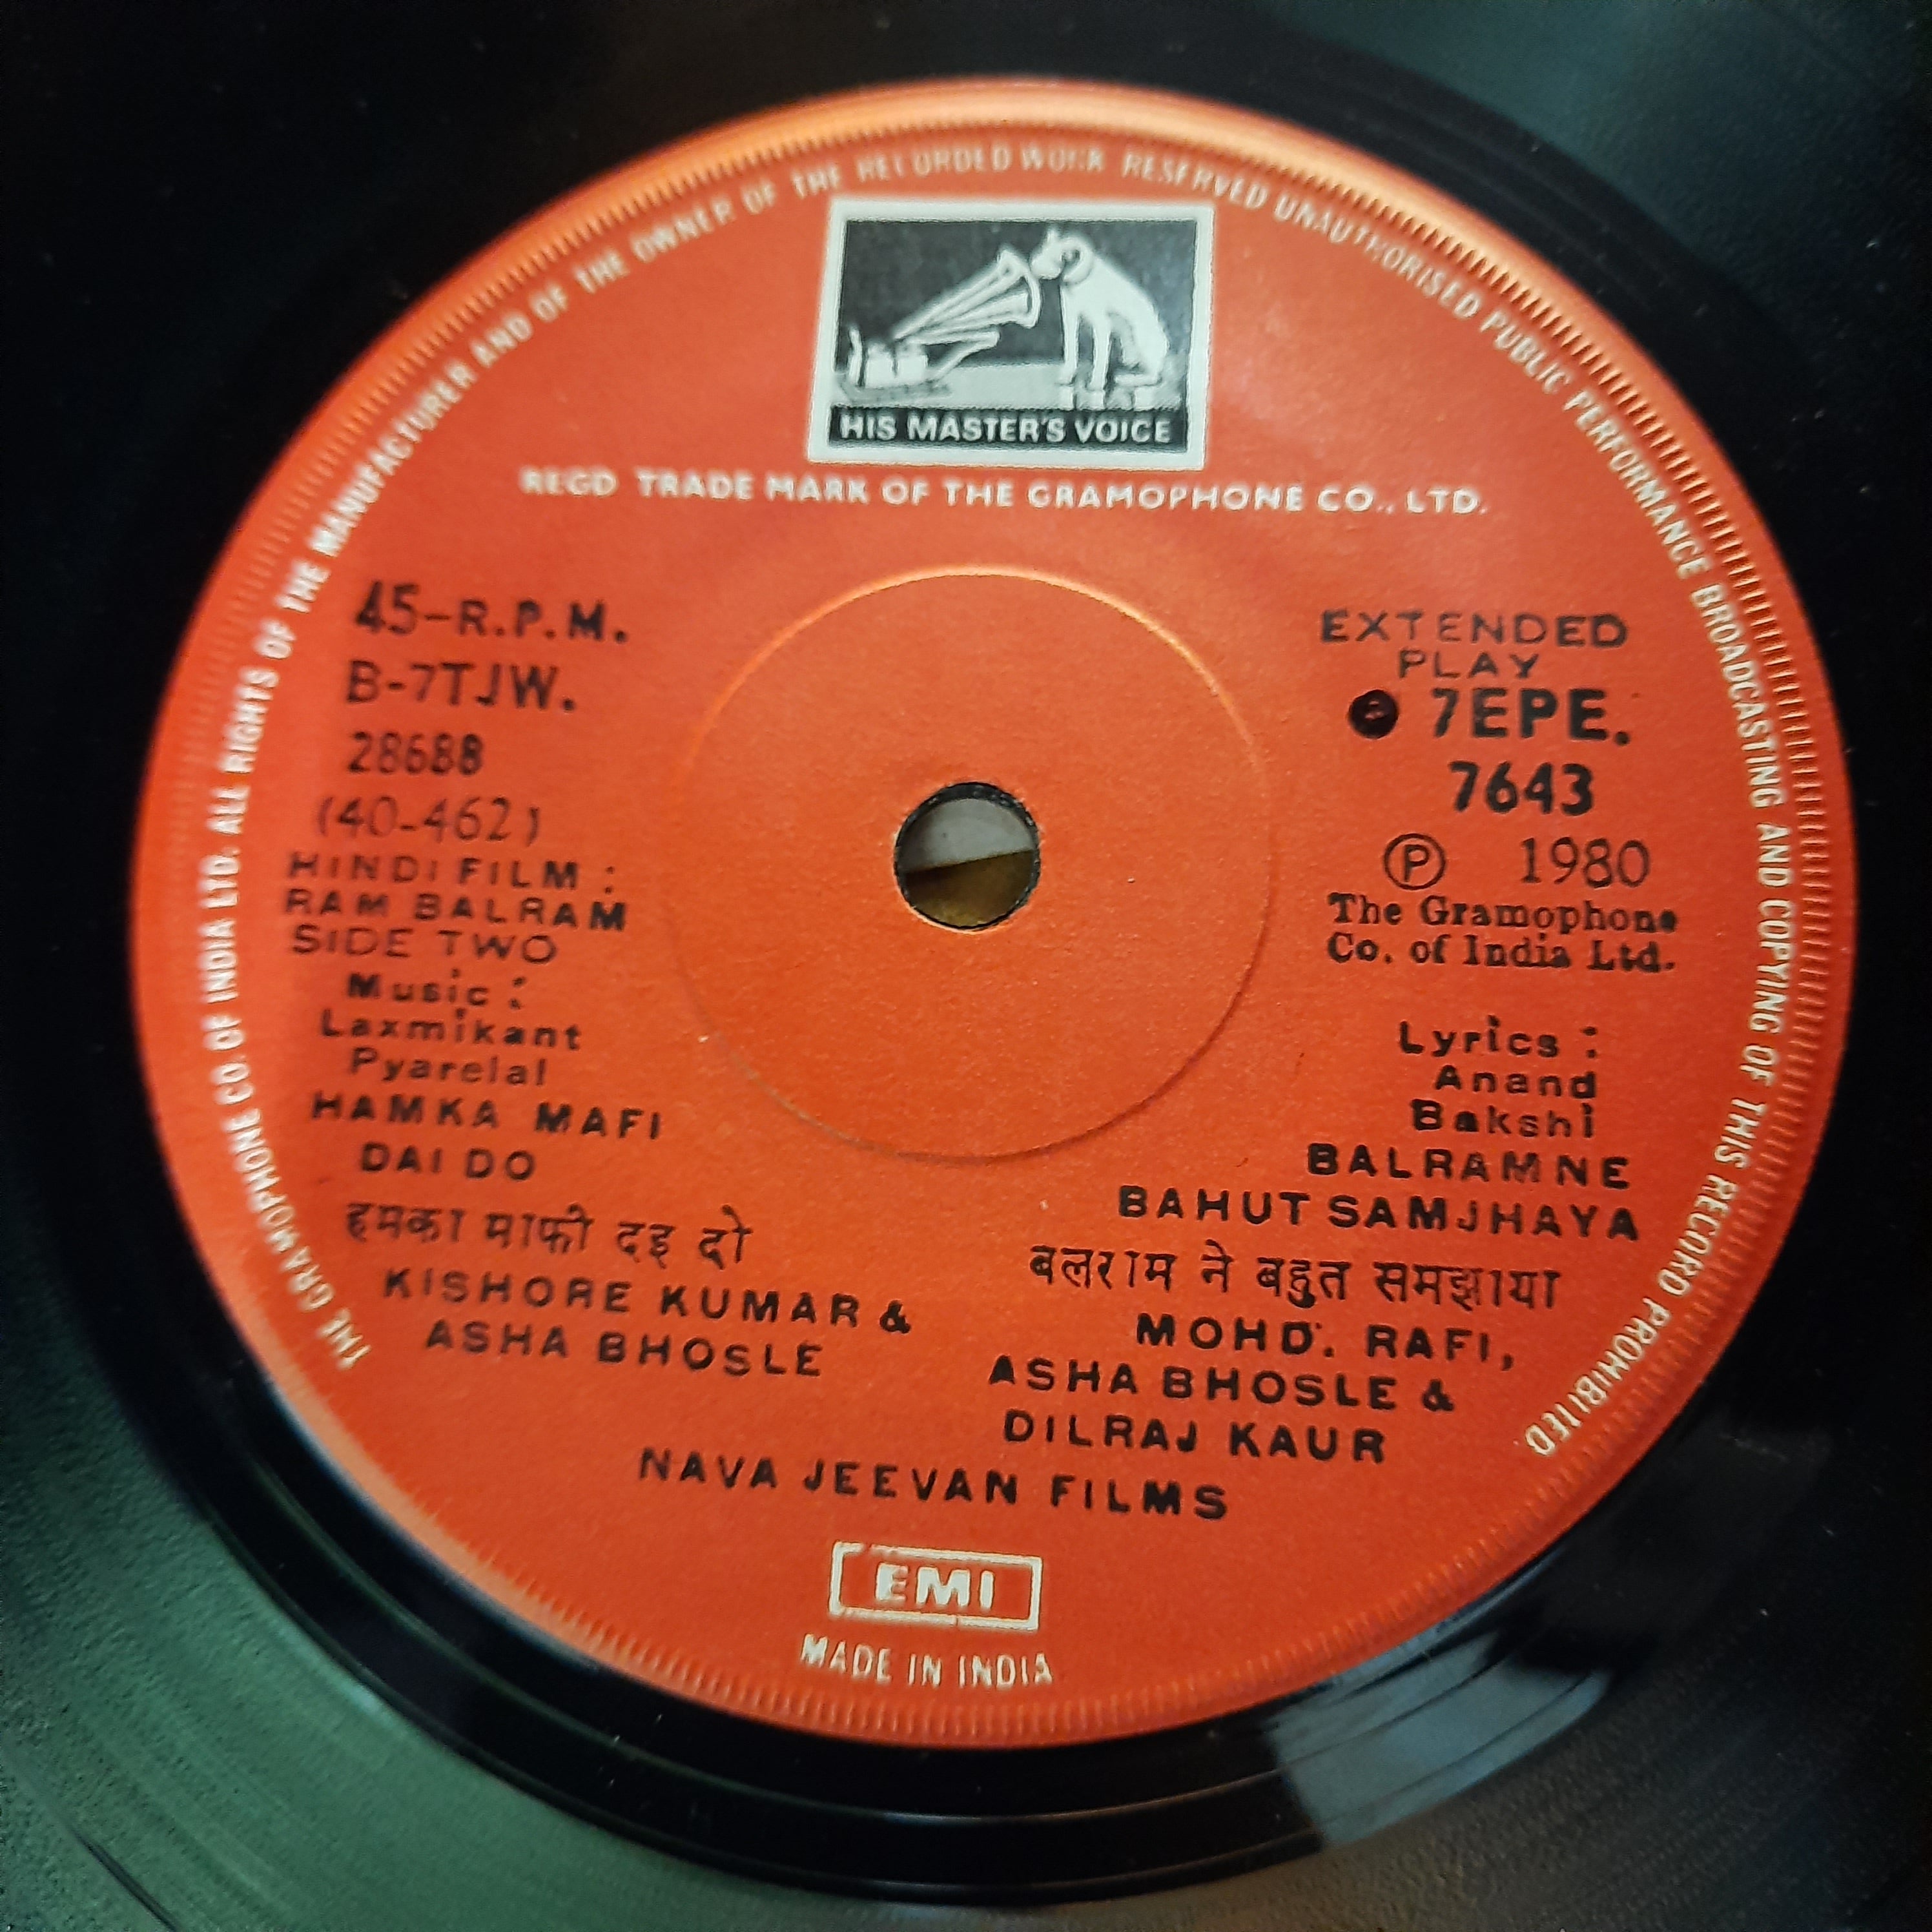 THE GRAMOPHONE CO. OF INDIA LTD. ALL RIGHTS OF THE MANUFACTURER AND OF THE OWNER OF THE RECORDED WORK RESERVED UNAUTHORISED PUBLIC PERFORMANCE BROADCASTING AND COPYING OF THIS RECORD PROHIBITED
HIS MASTER'S VOICE
REGD TRADE MARK OF THE GRAMOPHONE CO., LTD.
45-R.P.M.
B-7TJW.
28688
(40-462)
HINDI FILM :
RAM BALRAM
SIDE TWO
Music :
Laxmikant
Pyarelal
HAMKA MAFI
DAI DO
हमका माफी दइ दो
KISHORE KUMAR &
ASHA BHOSLE
EXTENDED
PLAY
7EPE.
7643
Ⓟ 1980
The Gramophone
Co. of India Ltd.
Lyrics :
Anand
Bakshi
BALRAMNE
BAHUT SAMJHAYA
बलराम ने बहुत समझाया
MOHD. RAFI,
ASHA BHOSLE &
DILRAJ KAUR
NAVA JEEVAN FILMS
EMI
MADE IN INDIA